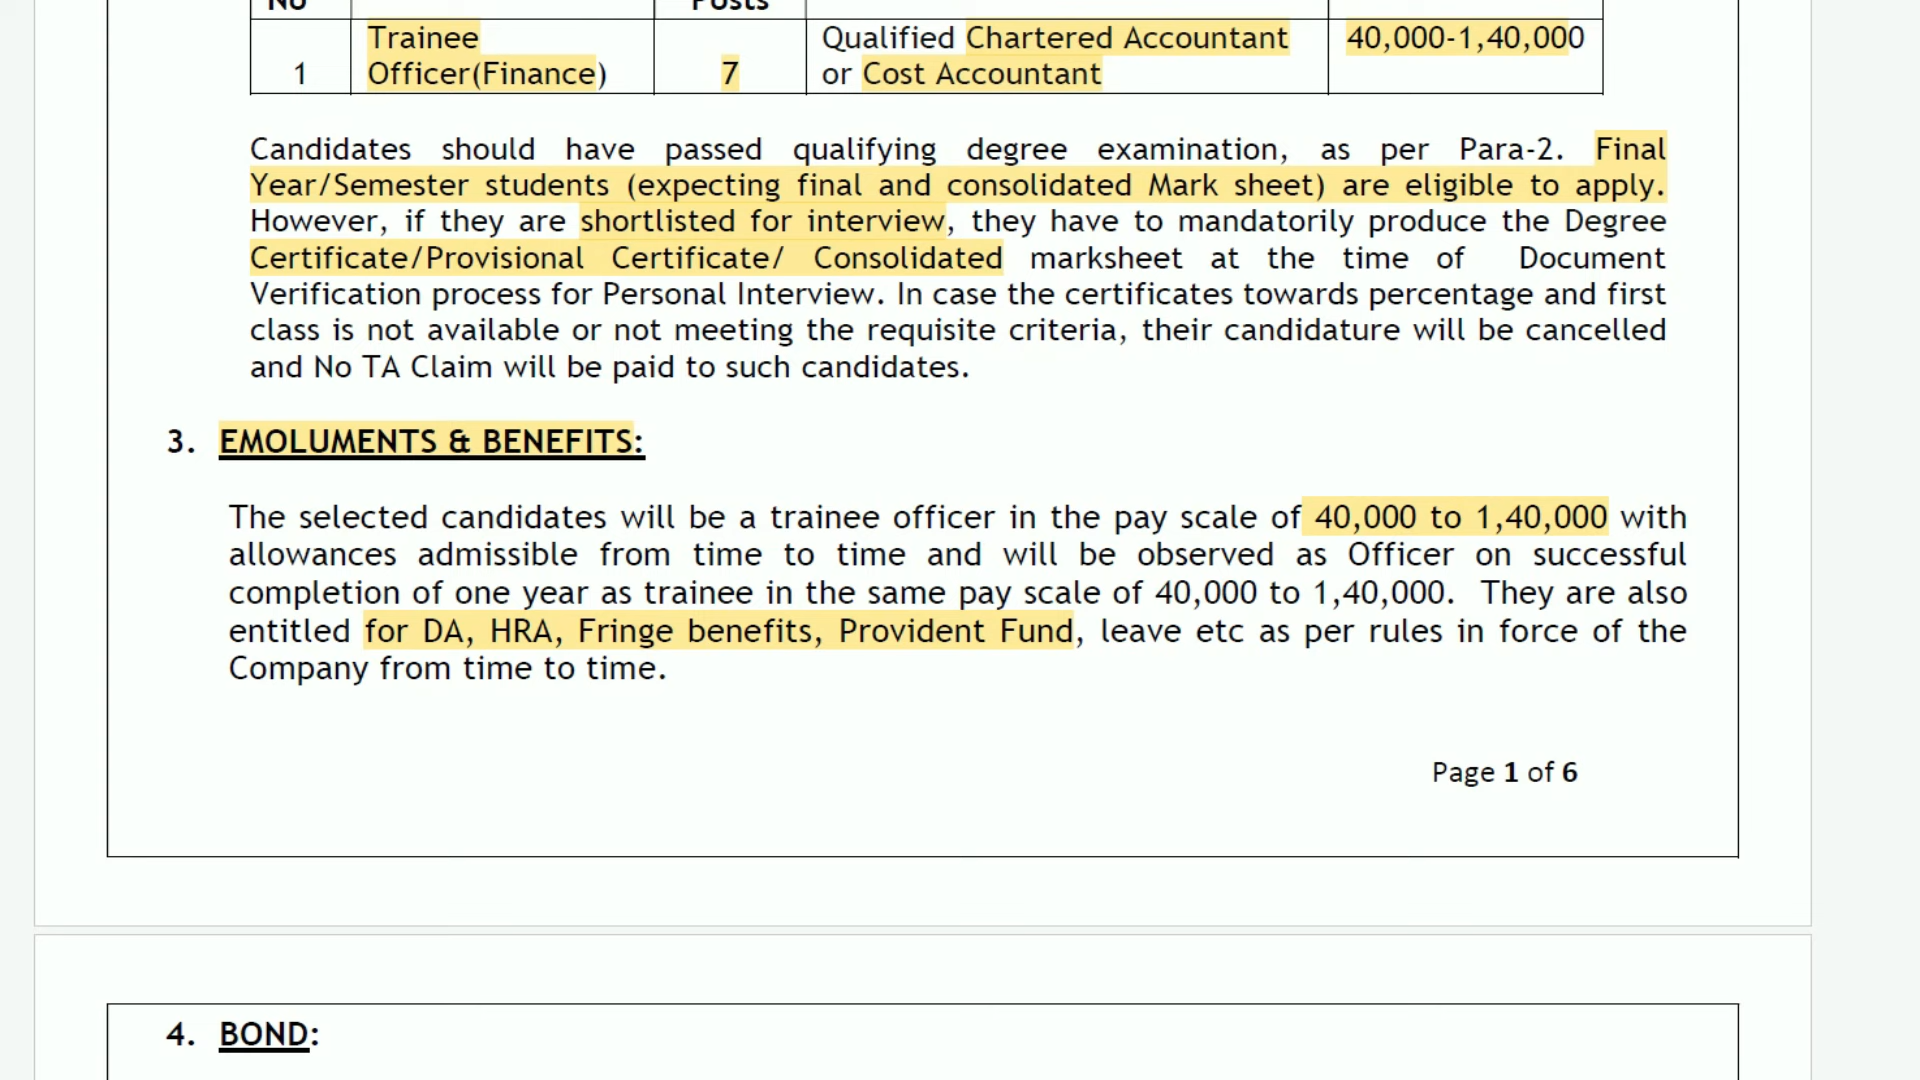 No Posts
Trainee Qualified Chartered Accountant 40,000-1,40,000
1 Officer(Finance) 7 or Cost Accountant
Candidates should have passed qualifying degree examination, as per Para-2. Final
Year/Semester students (expecting final and consolidated Mark sheet) are eligible to apply.
However, if they are shortlisted for interview, they have to mandatorily produce the Degree
Certificate/Provisional Certificate/ Consolidated marksheet at the time of Document
Verification process for Personal Interview. In case the certificates towards percentage and first
class is not available or not meeting the requisite criteria, their candidature will be cancelled
and No TA Claim will be paid to such candidates.
3. EMOLUMENTS & BENEFITS:
The selected candidates will be a trainee officer in the pay scale of 40,000 to 1,40,000 with
allowances admissible from time to time and will be observed as Officer on successful
completion of one year as trainee in the same pay scale of 40,000 to 1,40,000. They are also
entitled for DA, HRA, Fringe benefits, Provident Fund, leave etc as per rules in force of the
Company from time to time.
Page 1 of 6
4. BOND: